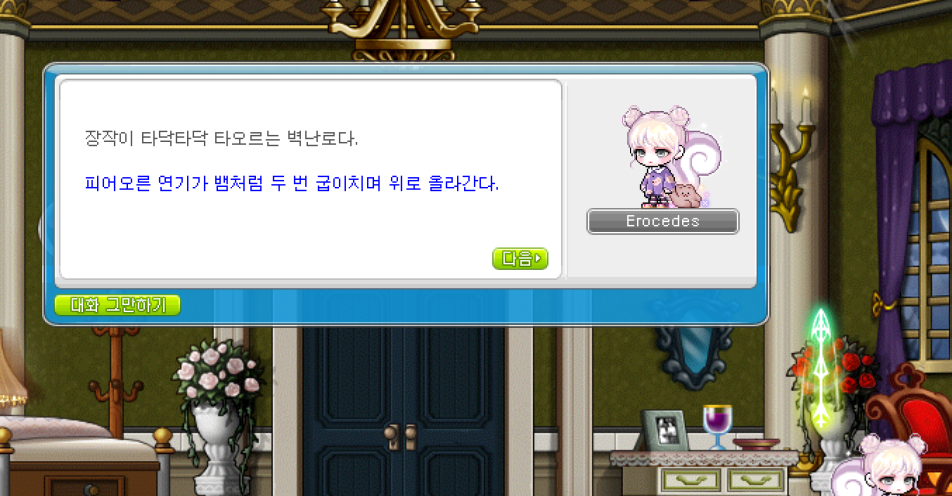 장작이 타닥타닥 타오르는 벽난로다.
피어오른 연기가 뱀처럼 두 번 굽이치며 위로 올라간다.
Erocedes
다음
대화 그만하기